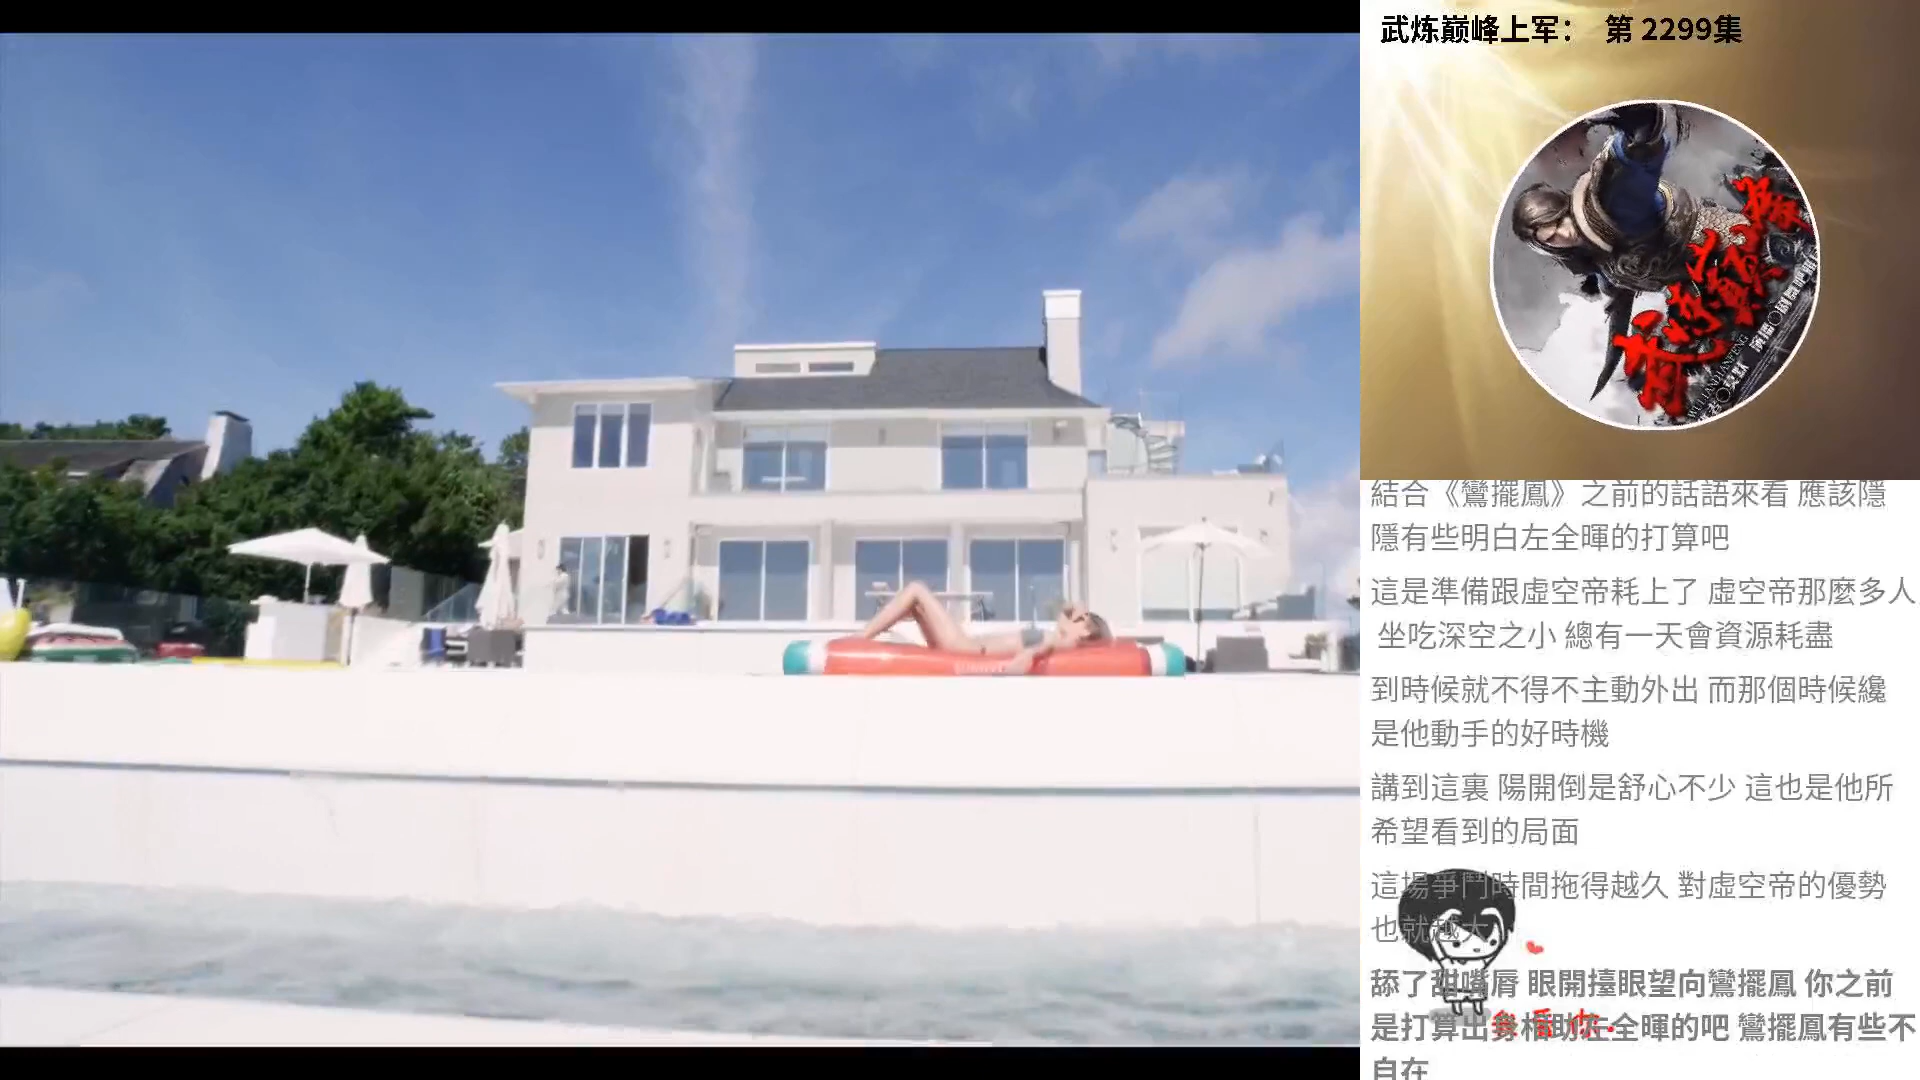 武炼巅峰上军： 第 2299集
WULIANDIANFENG
結合《鸞擺鳳》之前的話語來看 應該隱
隱有些明白左全暉的打算吧
這是準備跟虛空帝耗上了 虛空帝那麼多人
坐吃深空之小 總有一天會資源耗盡
到時候就不得不主動外出 而那個時候纔
是他動手的好時機
講到這裏 陽開倒是舒心不少 這也是他所
希望看到的局面
這場爭鬥時間拖得越久 對虛空帝的優勢
也就越大
舔了甜嘴脣 眼開擡眼望向鸞擺鳳 你之前
是打算出身相助左全暉的吧 鸞擺鳳有些不
自在